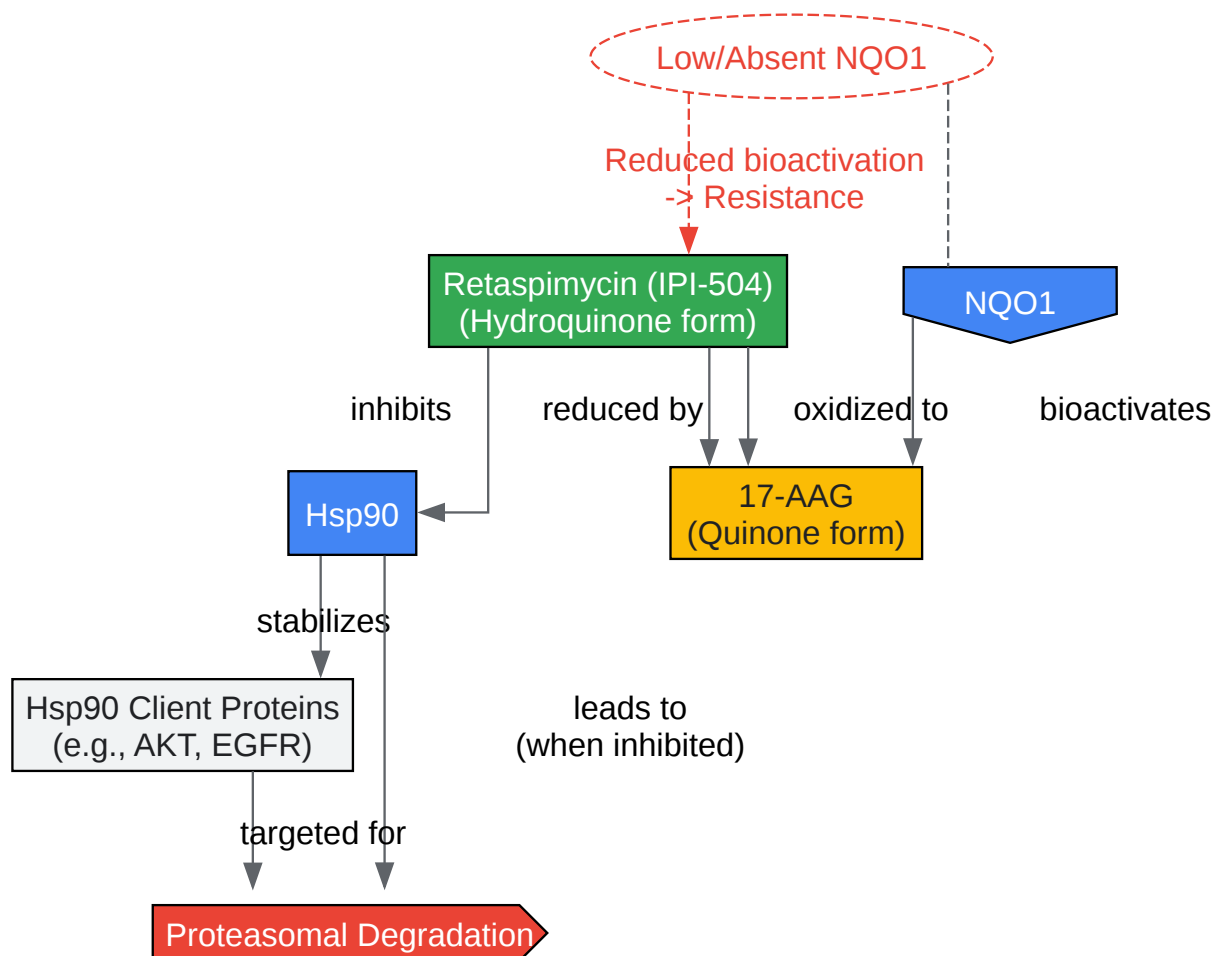 Low/Absent NQO1
Reduced bioactivation
-> Resistance
Retaspimycin (IPI-504)
(Hydroquinone form)
NQO1
inhibits
reduced by
oxidized to
bioactivates
Hsp90
17-AAG
(Quinone form)
stabilizes
Hsp90 Client Proteins
(e.g., AKT, EGFR)
leads to
(when inhibited)
targeted for
Proteasomal Degradation